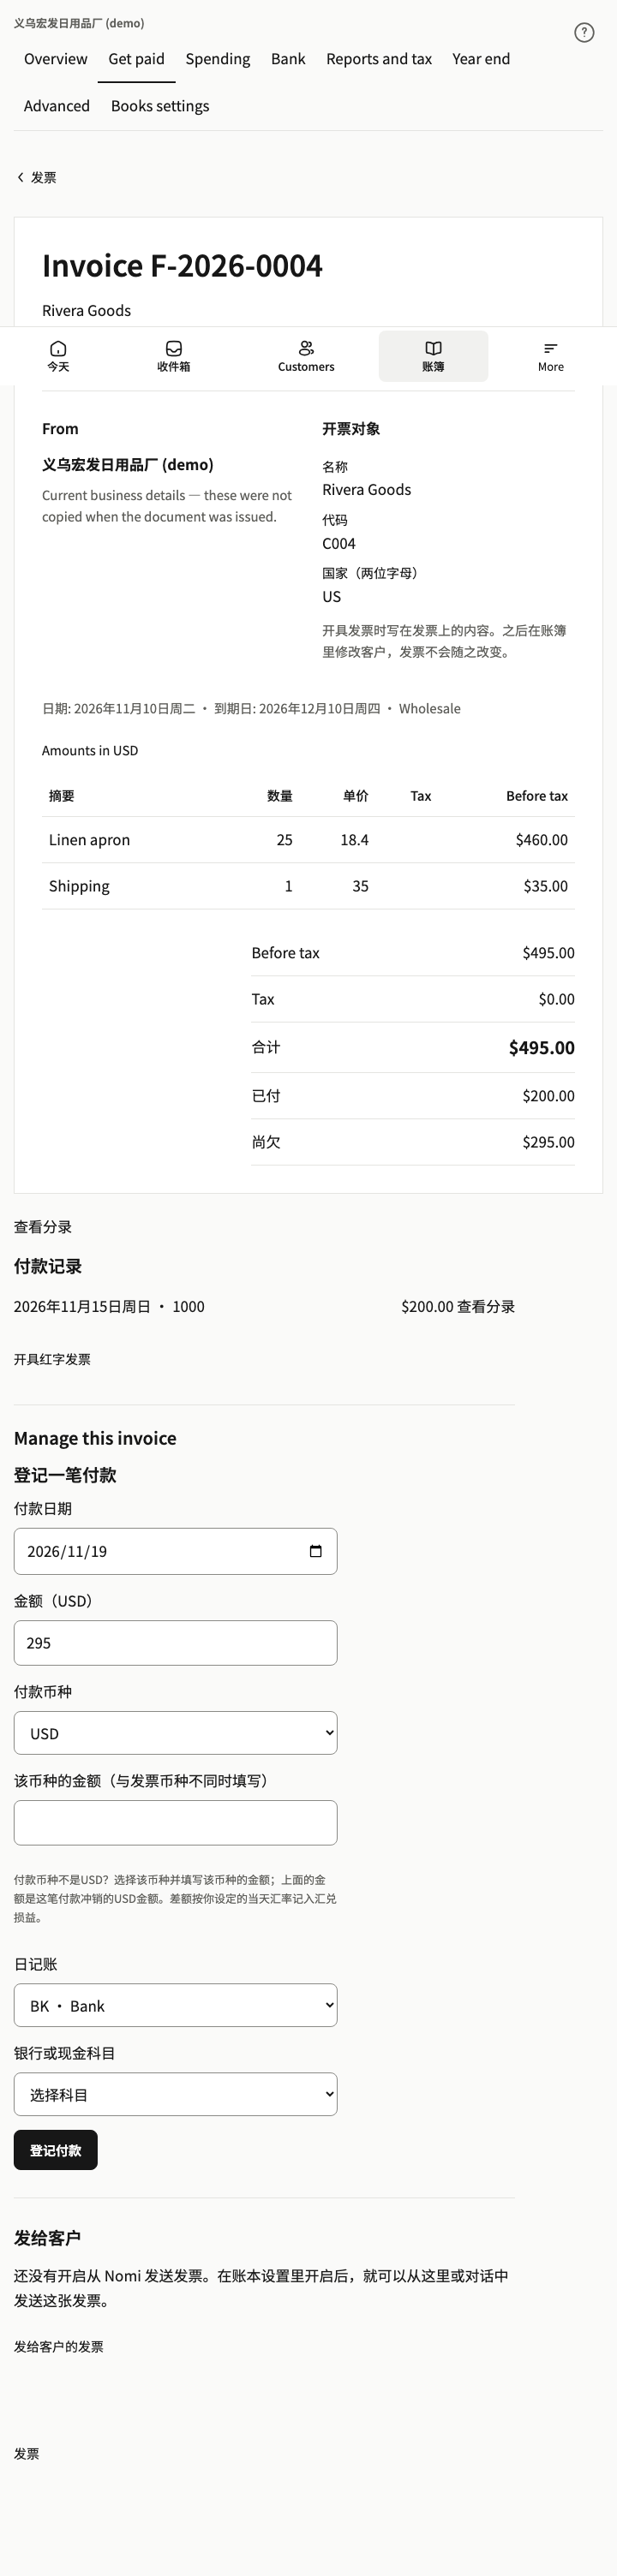 义乌宏发日用品厂 (demo)
?
Overview Get paid Spending Bank Reports and tax Year end
Advanced Books settings
发票
Invoice F-2026-0004
Rivera Goods
今天 收件箱 Customers 账簿 More
From
义乌宏发日用品厂 (demo)
Current business details — these were not
copied when the document was issued.
开票对象
名称
Rivera Goods
代码
C004
国家（两位字母）
US
开具发票时写在发票上的内容。之后在账簿
里修改客户，发票不会随之改变。
日期: 2026年11月10日周二 · 到期日: 2026年12月10日周四 · Wholesale
Amounts in USD
摘要 数量 单价 Tax Before tax
Linen apron 25 18.4 $460.00
Shipping 1 35 $35.00
Before tax $495.00
Tax $0.00
合计 $495.00
已付 $200.00
尚欠 $295.00
查看分录
付款记录
2026年11月15日周日 · 1000 $200.00 查看分录
开具红字发票
Manage this invoice
登记一笔付款
付款日期
2026/11/19
金额（USD）
295
付款币种
USD
该币种的金额（与发票币种不同时填写）
付款币种不是USD？选择该币种并填写该币种的金额；上面的金
额是这笔付款冲销的USD金额。差额按你设定的当天汇率记入汇兑
损益。
日记账
BK · Bank
银行或现金科目
选择科目
登记付款
发给客户
还没有开启从 Nomi 发送发票。在账本设置里开启后，就可以从这里或对话中
发送这张发票。
发给客户的发票
发票